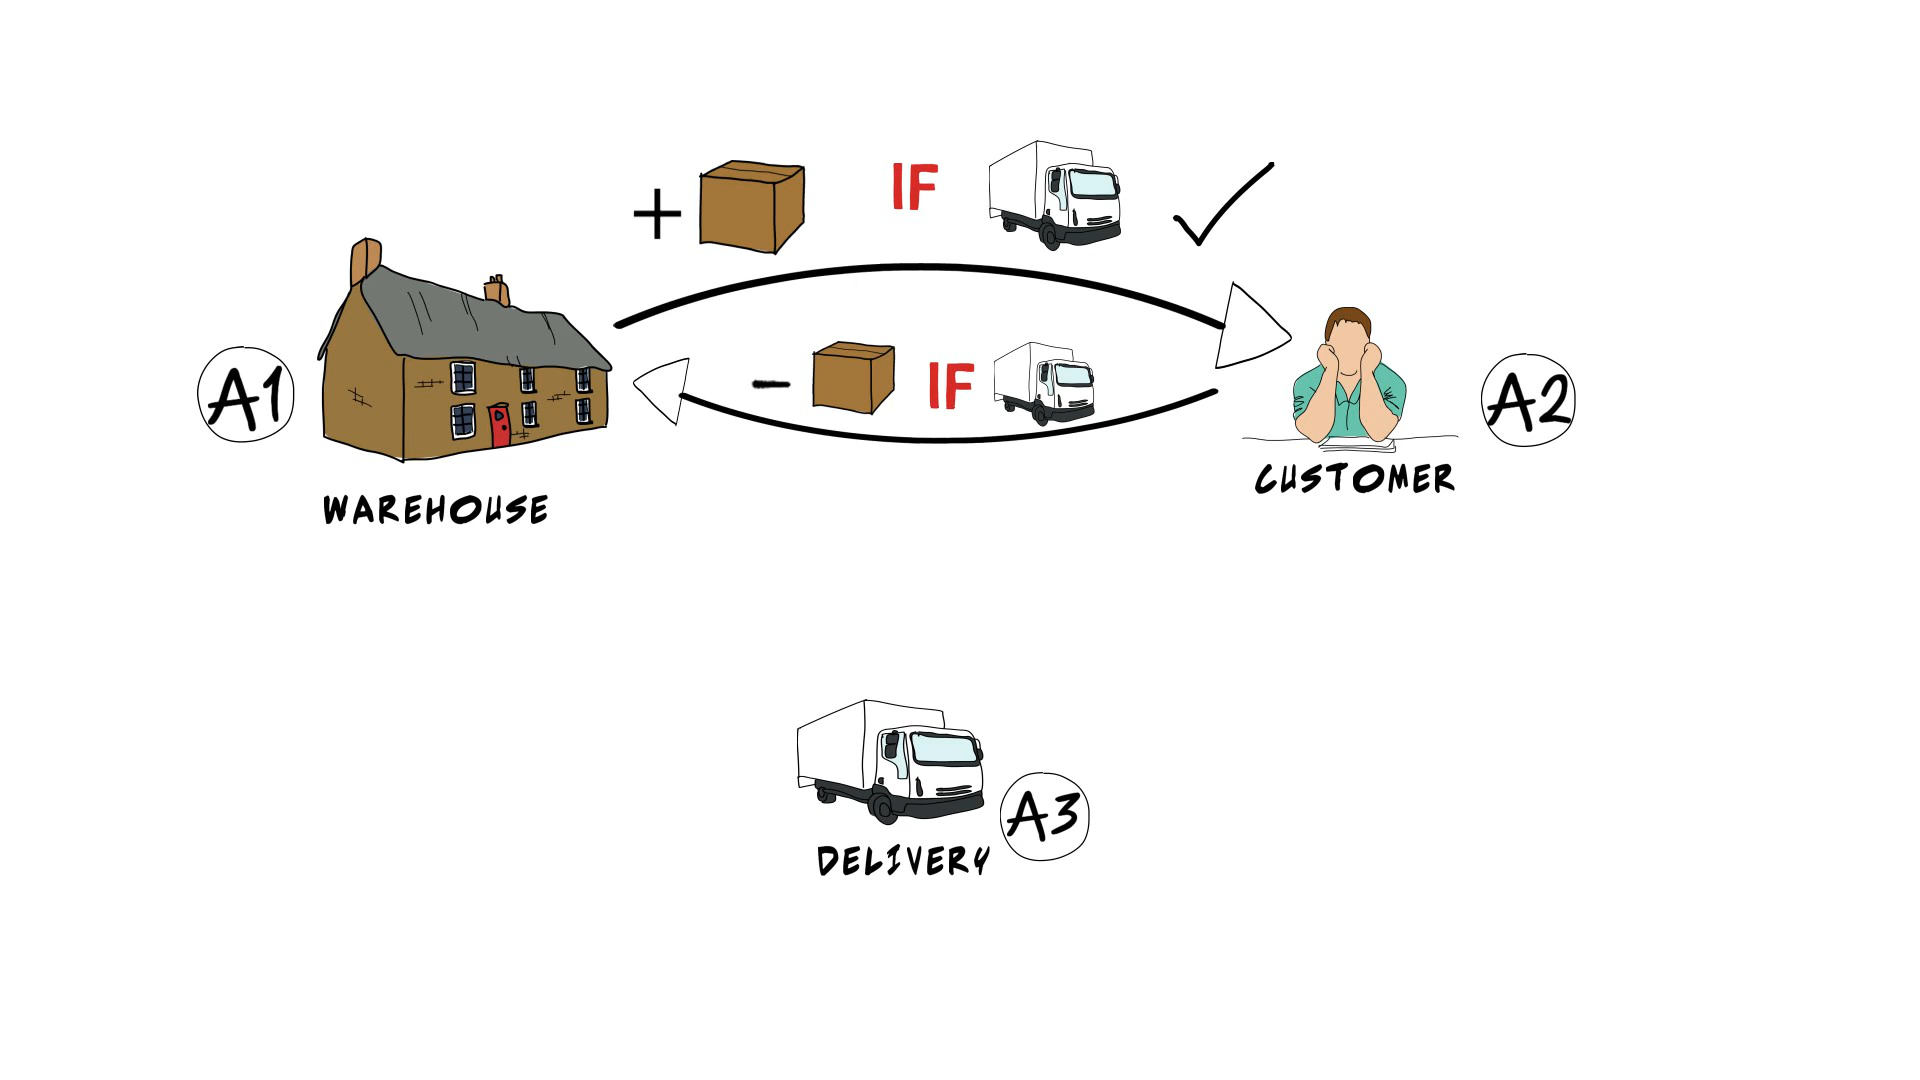 + IF
- IF
A1
A2
CUSTOMER
WAREHOUSE
A3
DELIVERY